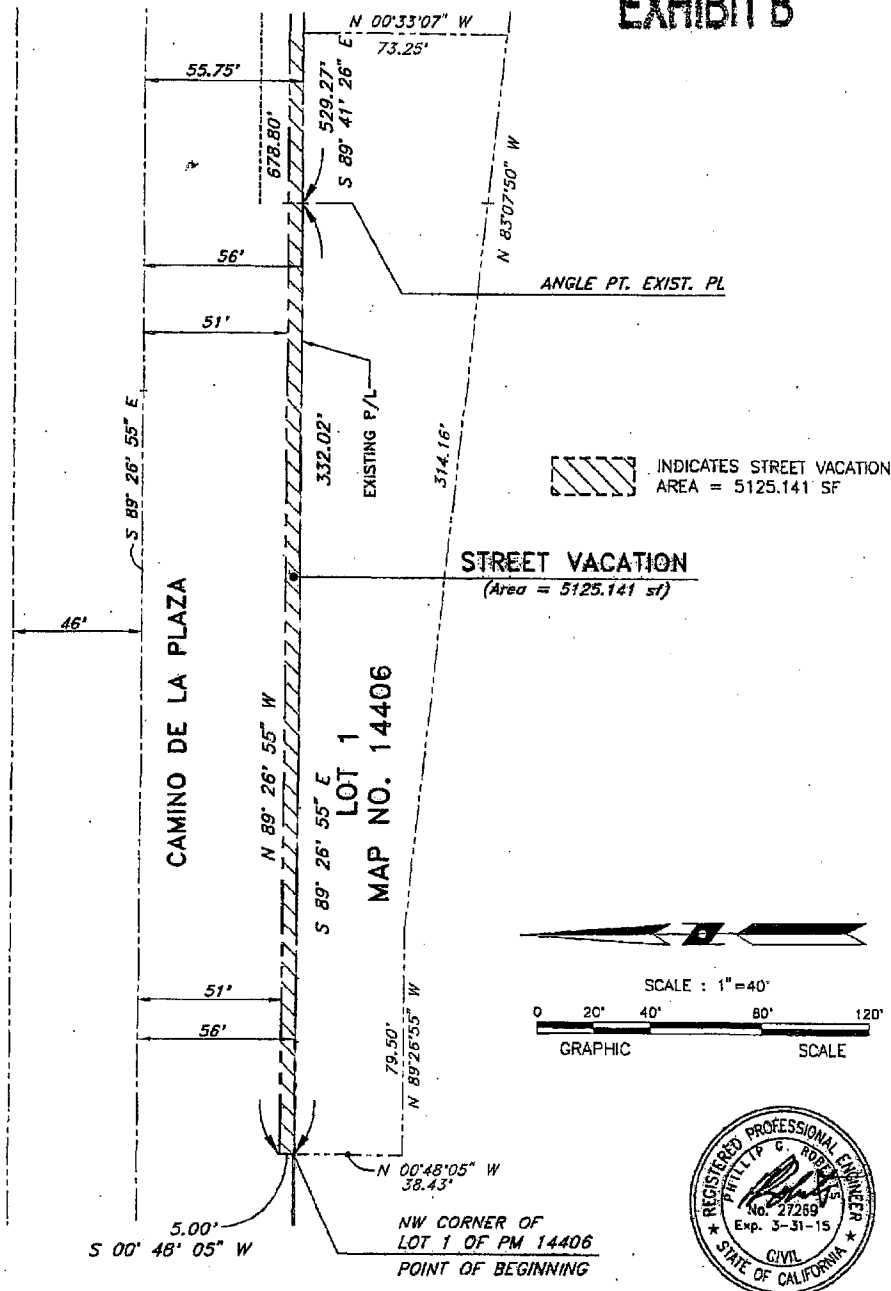 EXHIBIT B
N 00°33'07" W
73.25'
55.75'
678.80'
529.27'
S 89° 41' 26" E
N 83°07'50" W
56'
ANGLE PT. EXIST. PL
51'
S 89° 26' 55" E
332.02'
EXISTING P/L
314.16'
INDICATES STREET VACATION
AREA = 5125.141 SF
STREET VACATION
(Area = 5125.141 sf)
46'
CAMINO DE LA PLAZA
N 89° 26' 55" W
S 89° 26' 55" E
LOT 1
MAP NO. 14406
SCALE : 1"=40'
0 20' 40' 80' 120'
GRAPHIC SCALE
51'
56'
79.50'
N 89°26'55" W
N 00°48'05" W
38.43'
5.00'
S 00° 48' 05" W
NW CORNER OF
LOT 1 OF PM 14406
POINT OF BEGINNING
REGISTERED PROFESSIONAL ENGINEER
PHILLIP G. ROBERTS
No. 27269
Exp. 3-31-15
CIVIL
★ STATE OF CALIFORNIA ★